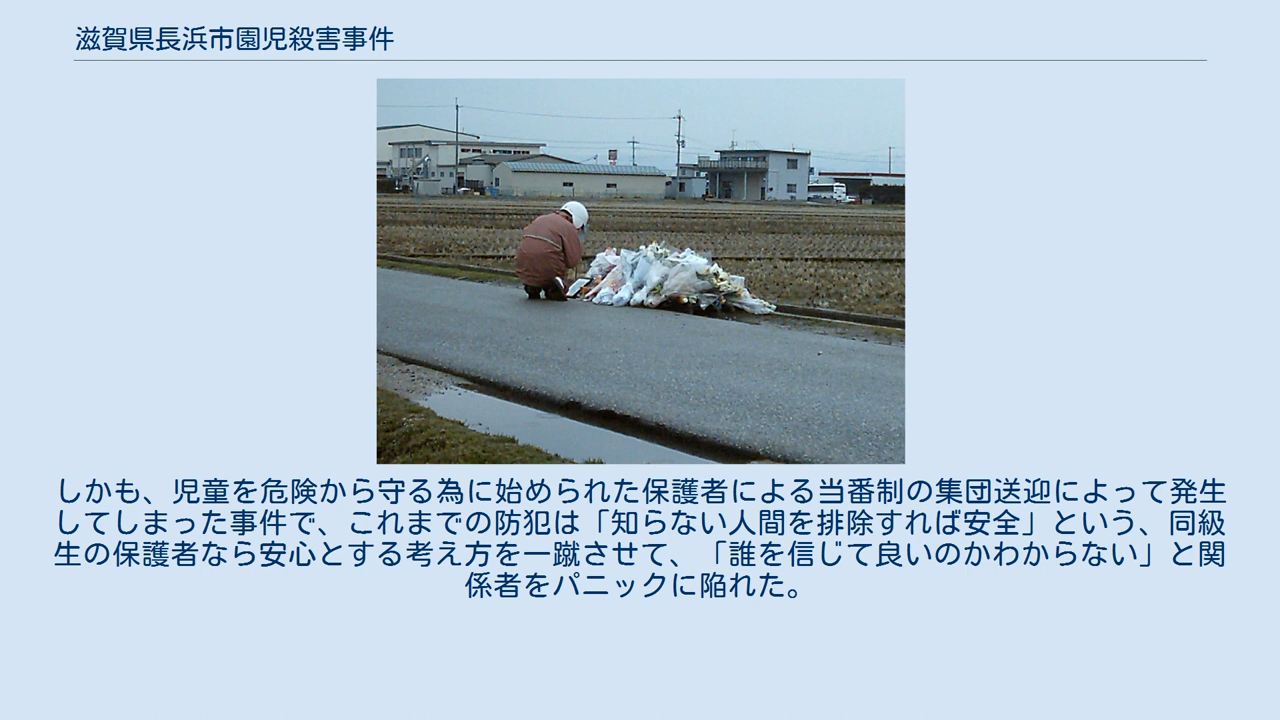 滋賀県長浜市園児殺害事件
しかも、児童を危険から守る為に始められた保護者による当番制の集団送迎によって発生
してしまった事件で、これまでの防犯は「知らない人間を排除すれば安全」という、同級
生の保護者なら安心とする考え方を一蹴させて、「誰を信じて良いのかわからない」と関
係者をパニックに陥れた。